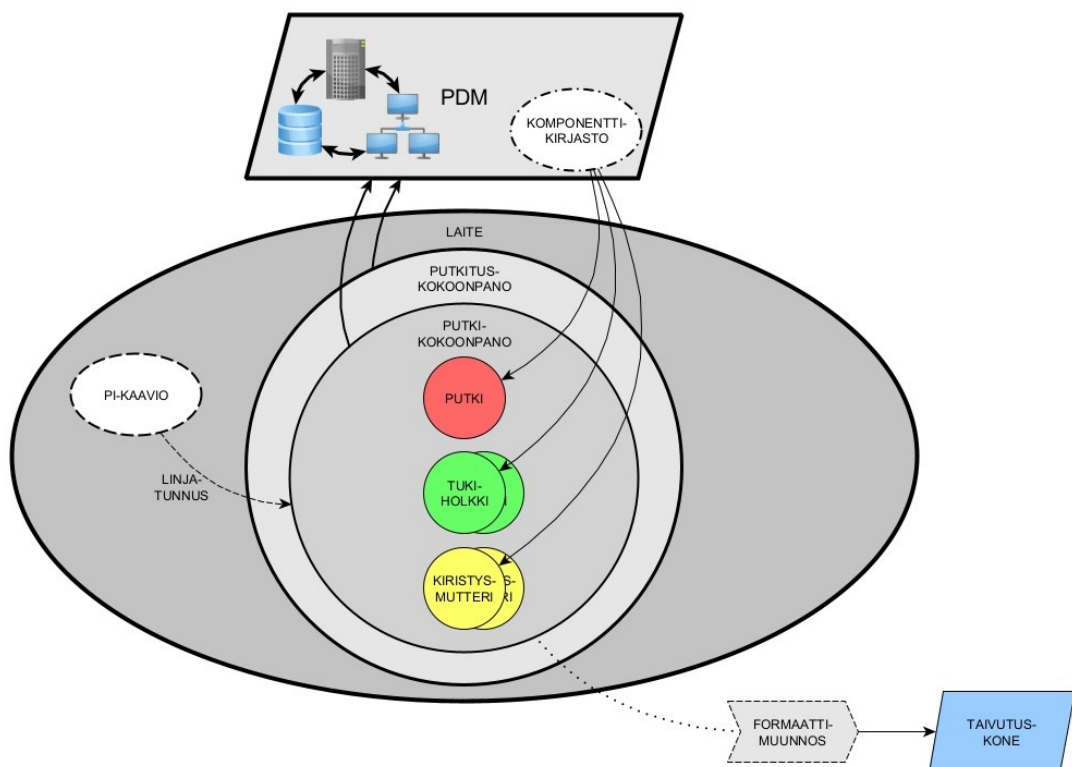 PDM
KOMPONENTTI-
KIRJASTO
LAITE
PUTKITUS-
KOKOONPANO
PUTKI-
KOKOONPANO
PI-KAAVIO
PUTKI
LINJA-
TUNNUS
TUKI-
HOLKKI
I
KIRISTYS-
MUTTERI
S-
RI
FORMAATTI-
MUUNNOS
TAIVUTUS-
KONE